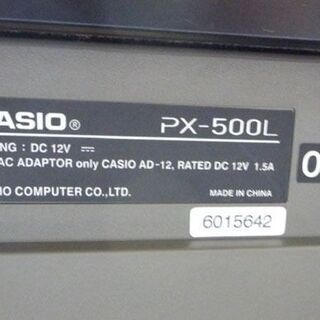 ASIO® PX-500L
NG : DC 12V ⎓
AC ADAPTOR only CASIO AD-12, RATED DC 12V 1.5A
IO COMPUTER CO.,LTD. MADE IN CHINA
6015642
0